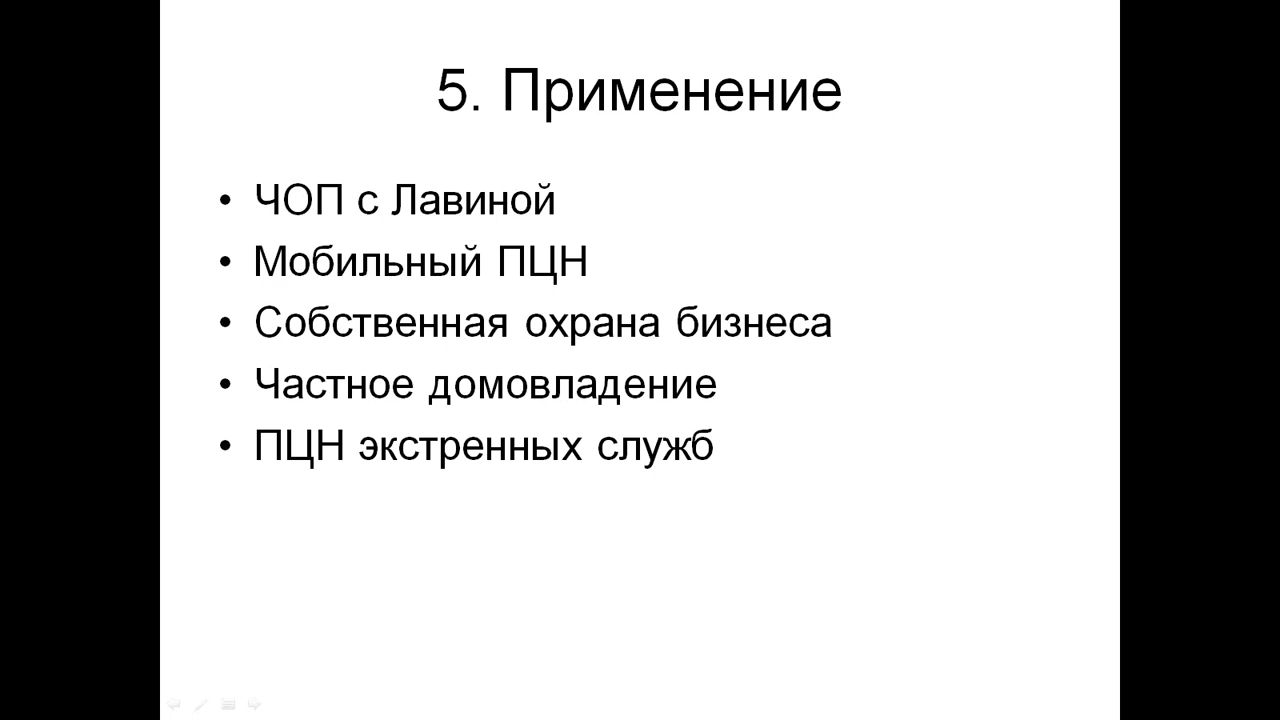 5. Применение
• ЧОП с Лавиной
• Мобильный ПЦН
• Собственная охрана бизнеса
• Частное домовладение
• ПЦН экстренных служб